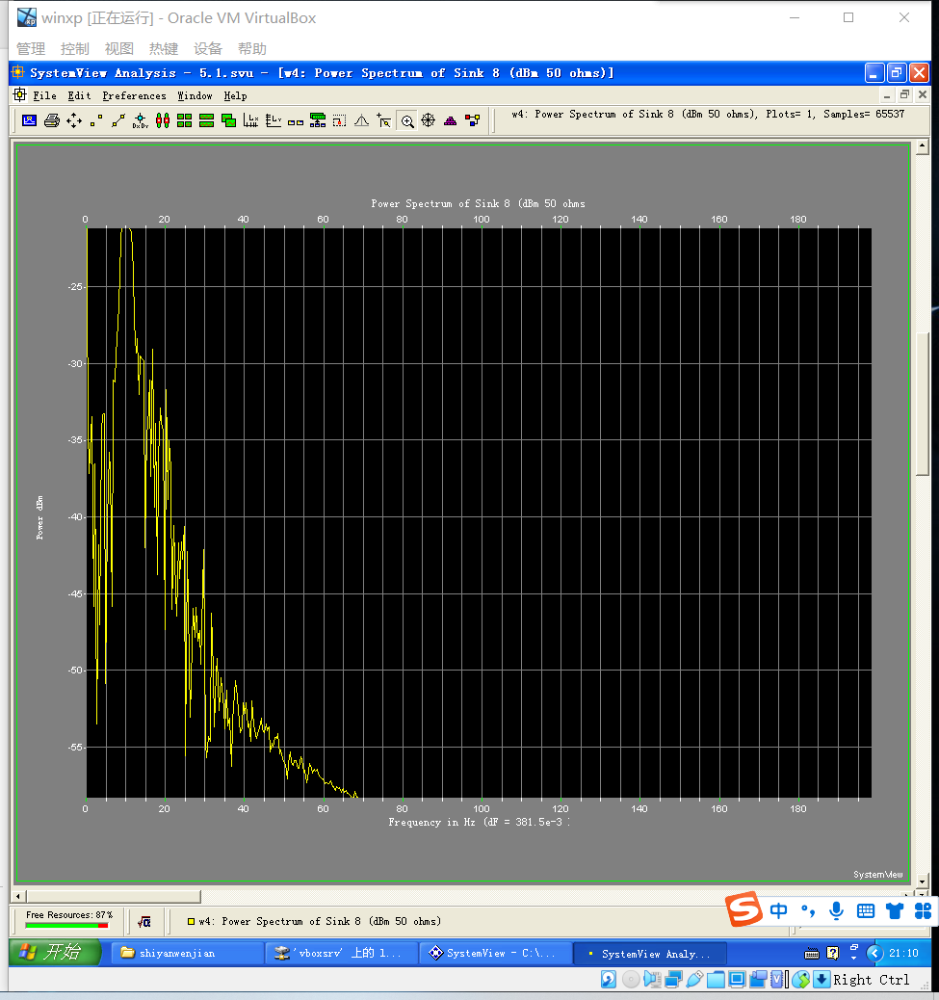 winxp [正在运行] - Oracle VM VirtualBox
管理 控制 视图 热键 设备 帮助
SystemView Analysis - 5.1.svu - [w4: Power Spectrum of Sink 8 (dBm 50 ohms)]
File Edit Preferences Window Help
w4: Power Spectrum of Sink 8 (dBm 50 ohms), Plots= 1, Samples= 65537
Power Spectrum of Sink 8 (dBm 50 ohms
0 20 40 60 80 100 120 140 160 180
-25
-30
-35
-40
-45
-50
-55
Power dBm
0 20 40 60 80 100 120 140 160 180
Frequency in Hz (dF = 381.5e-3 )
SystemView
Free Resources: 87%
√α
w4: Power Spectrum of Sink 8 (dBm 50 ohms)
S 中 °,
开始 shiyanwenjian 'vboxsrv' 上的 l... SystemView - C:\... SystemView Analy... 21:10
Right Ctrl